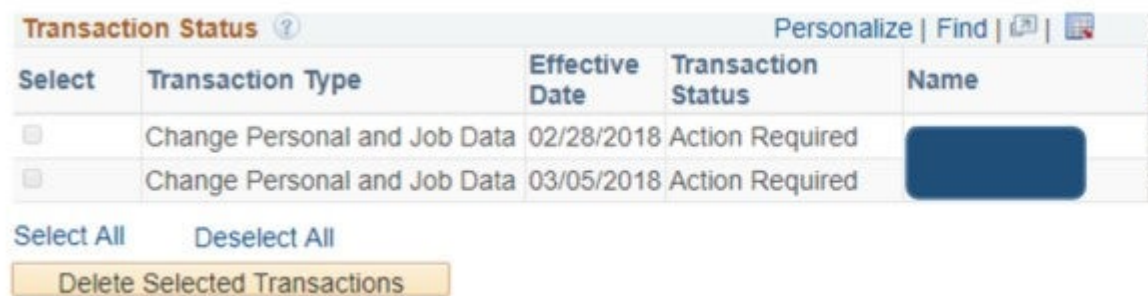 Transaction Status ? Personalize | Find | |
Select Transaction Type Effective Date Transaction Status Name
Change Personal and Job Data 02/28/2018 Action Required
Change Personal and Job Data 03/05/2018 Action Required
Select All Deselect All
Delete Selected Transactions